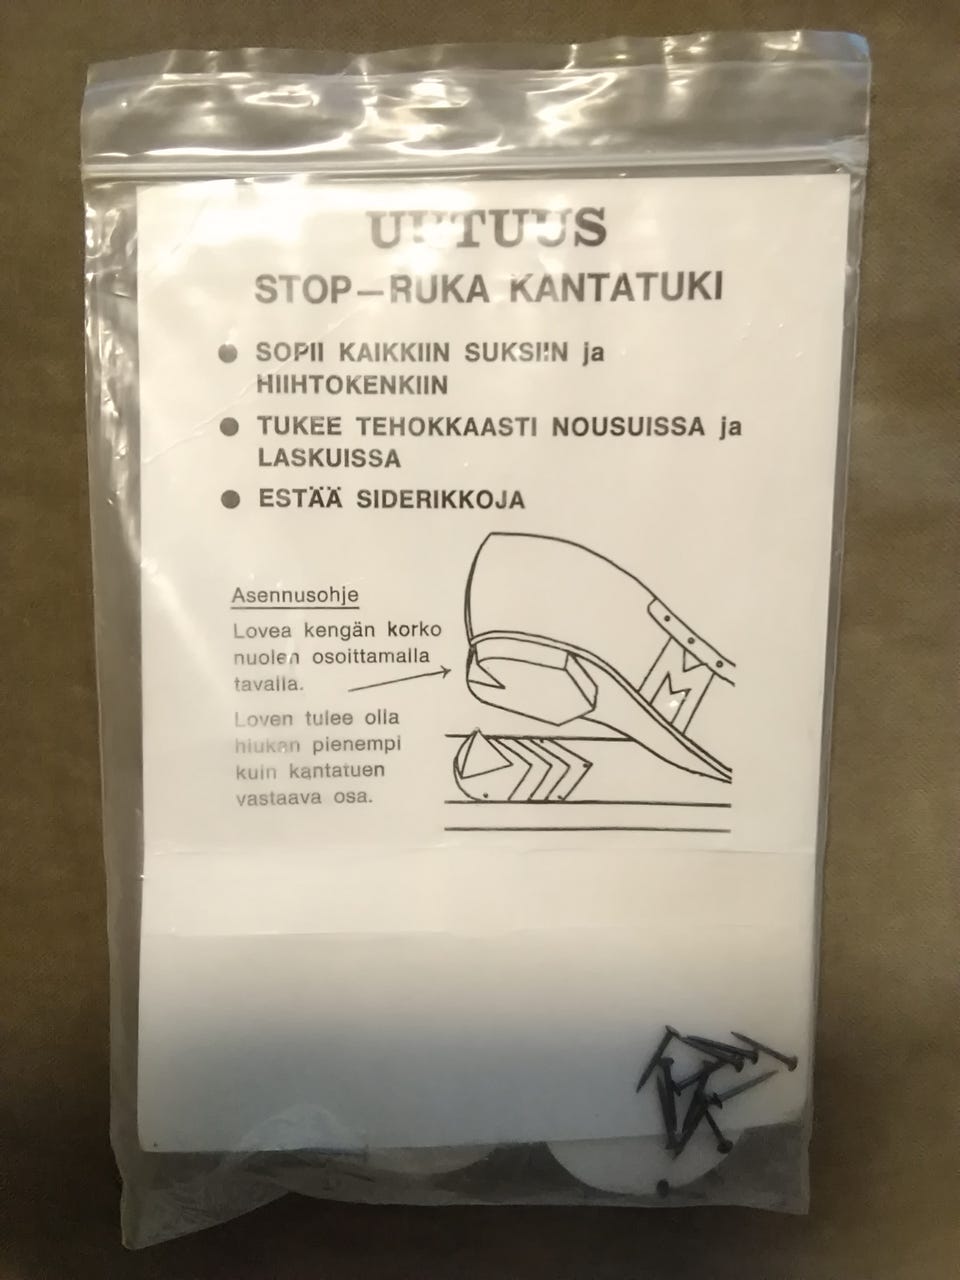 UUTUUS
STOP-RUKA KANTATUKI
● SOPII KAIKKIIN SUKSIIN ja
HIIHTOKENKIIN
● TUKEE TEHOKKAASTI NOUSUISSA ja
LASKUISSA
● ESTÄÄ SIDERIKKOJA
Asennusohje
Lovea kengän korko
nuolen osoittamalla
tavalla.
Loven tulee olla
hiukan pienempi
kuin kantatuen
vastaava osa.